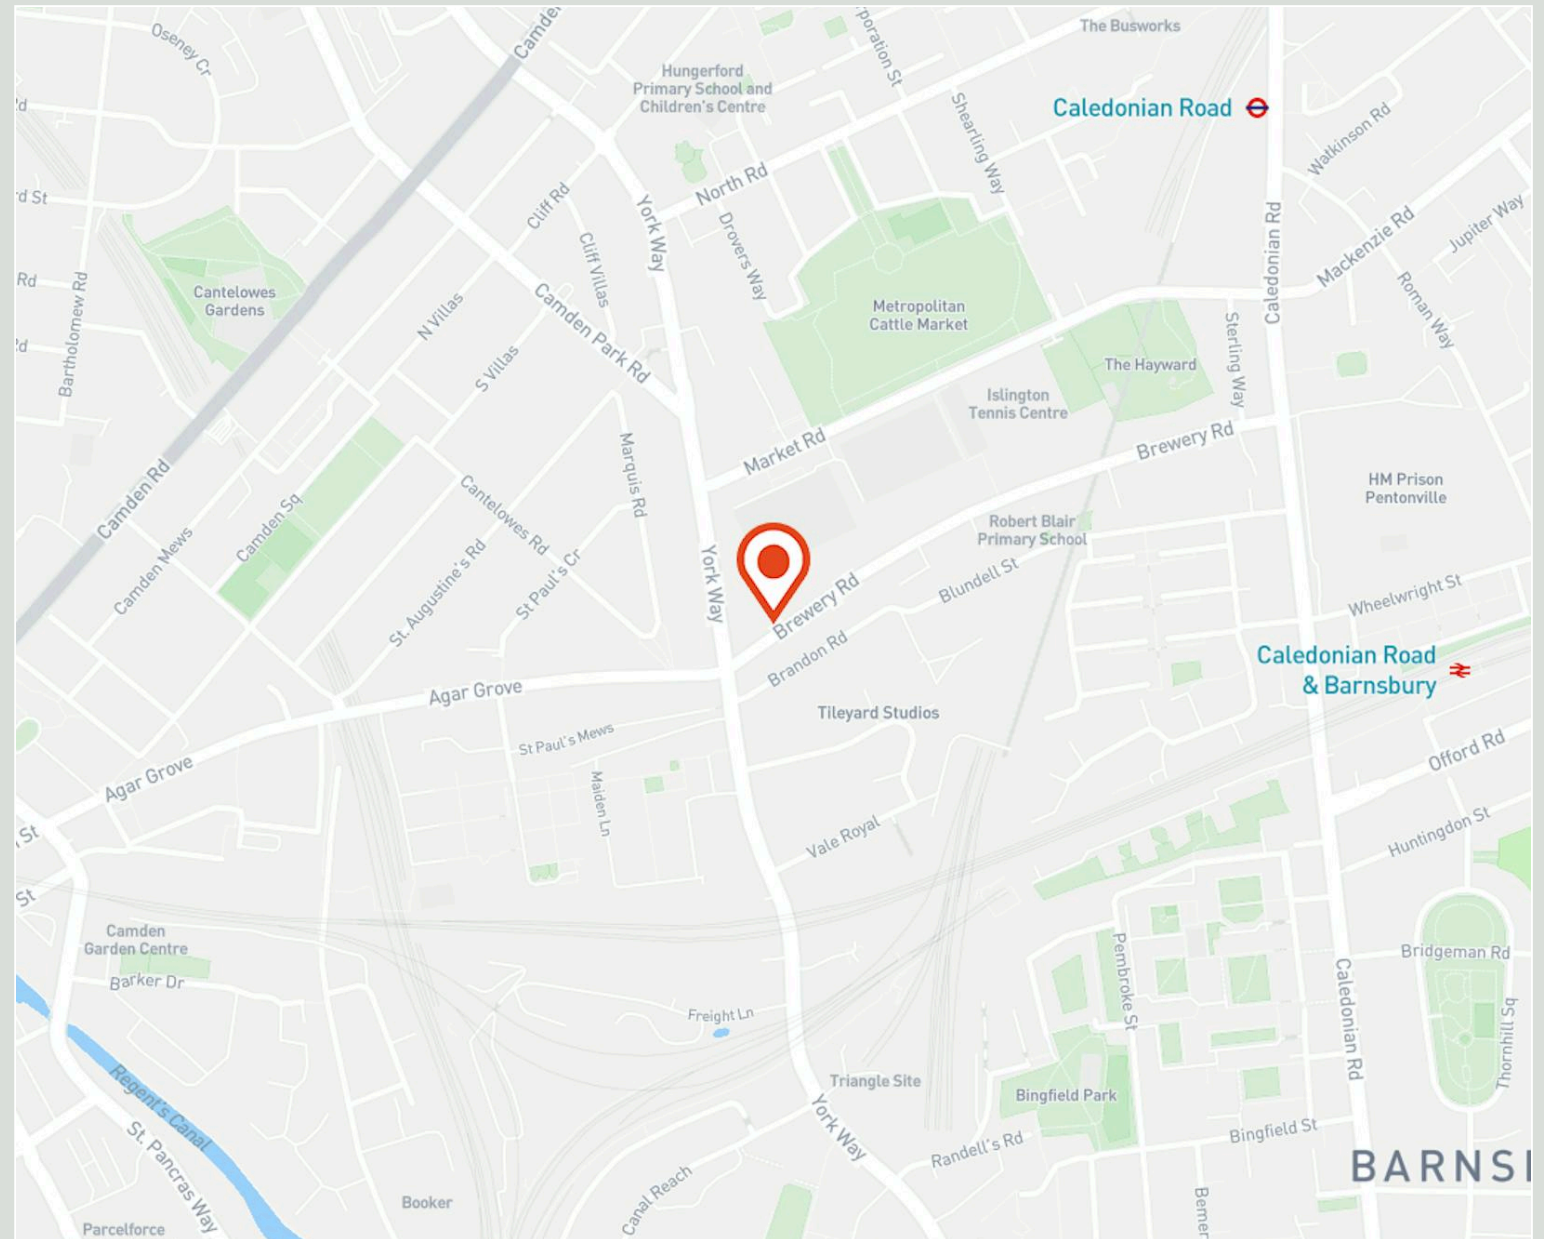 Oseney Cr
Camden
The Busworks
Hungerford
Primary School and
Children's Centre
Caledonian Road
Shearling Way
Watkinson Rd
North Rd
rd St
Cliff Rd
York Way
Drovers Way
Cliff Villas
Caledonian Rd
Mackenzie Rd
Jupiter Way
Rd
Bartholomew Rd
Cantelowes
Gardens
N Villas
Camden Park Rd
Metropolitan
Cattle Market
Roman Way
S Villas
The Hayward
Sterling Way
Islington
Tennis Centre
Marquis Rd
Market Rd
Brewery Rd
Camden Rd
Camden Sq
Cantelowes Rd
HM Prison
Pentonville
Camden Mews
St. Augustine's Rd
St Paul's Cr
York Way
Robert Blair
Primary School
Brewery Rd
Blundell St
Wheelwright St
Brandon Rd
Caledonian Road
& Barnsbury
Agar Grove
Tileyard Studios
St Paul's Mews
Offord Rd
Agar Grove
Maiden Ln
Vale Royal
Huntingdon St
St
St
Camden
Garden Centre
Barker Dr
Pembroke St
Bridgeman Rd
Caledonian Rd
Thornhill Sq
Freight Ln
Triangle Site
Bingfield Park
Regent's Canal
York Way
Randell's Rd
Bingfield St
St. Pancras Way
BARNS
Canal Reach
Booker
Parcelforce
Berner